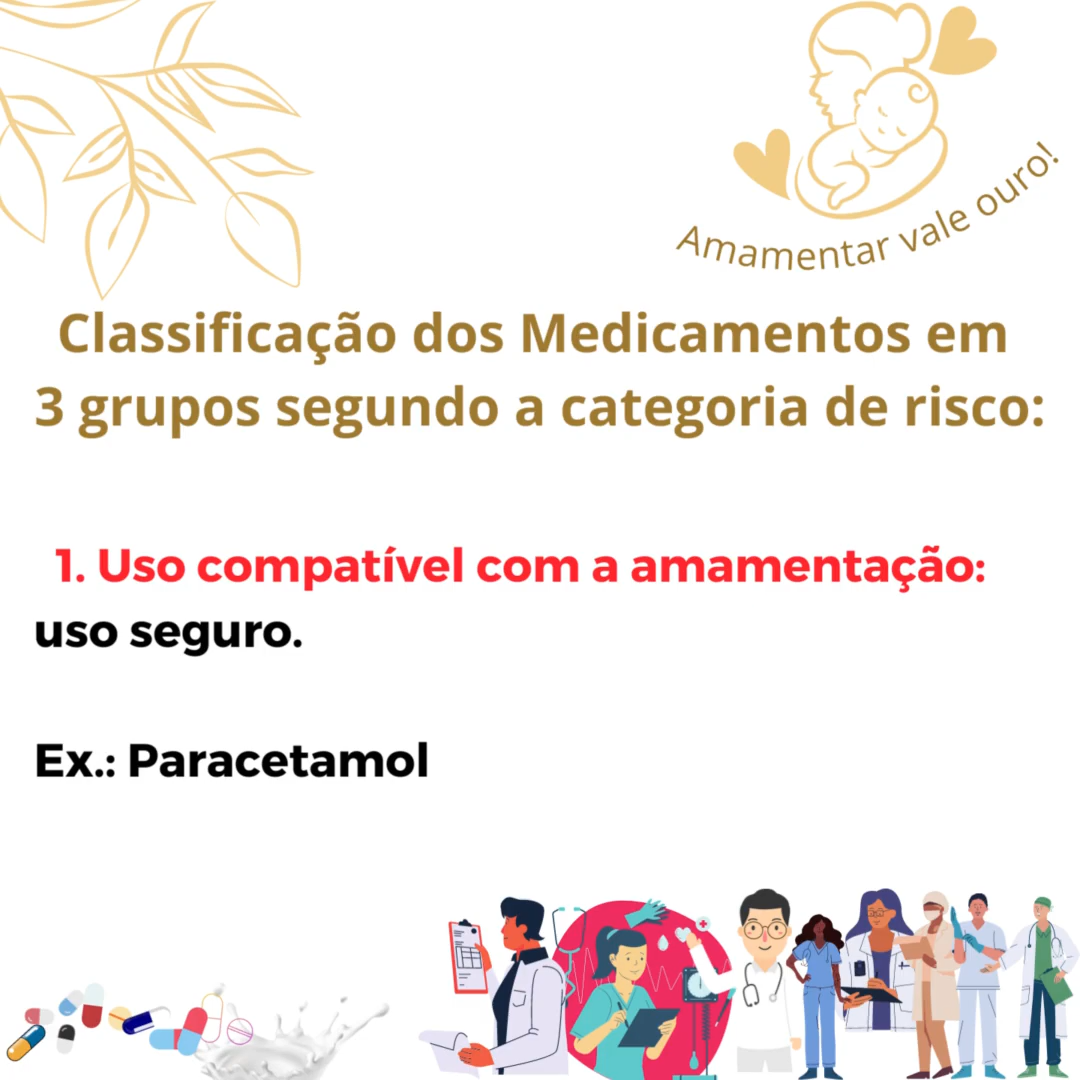 Amamentar vale ouro!
Classificação dos Medicamentos em
3 grupos segundo a categoria de risco:
1. Uso compatível com a amamentação:
uso seguro.
Ex.: Paracetamol